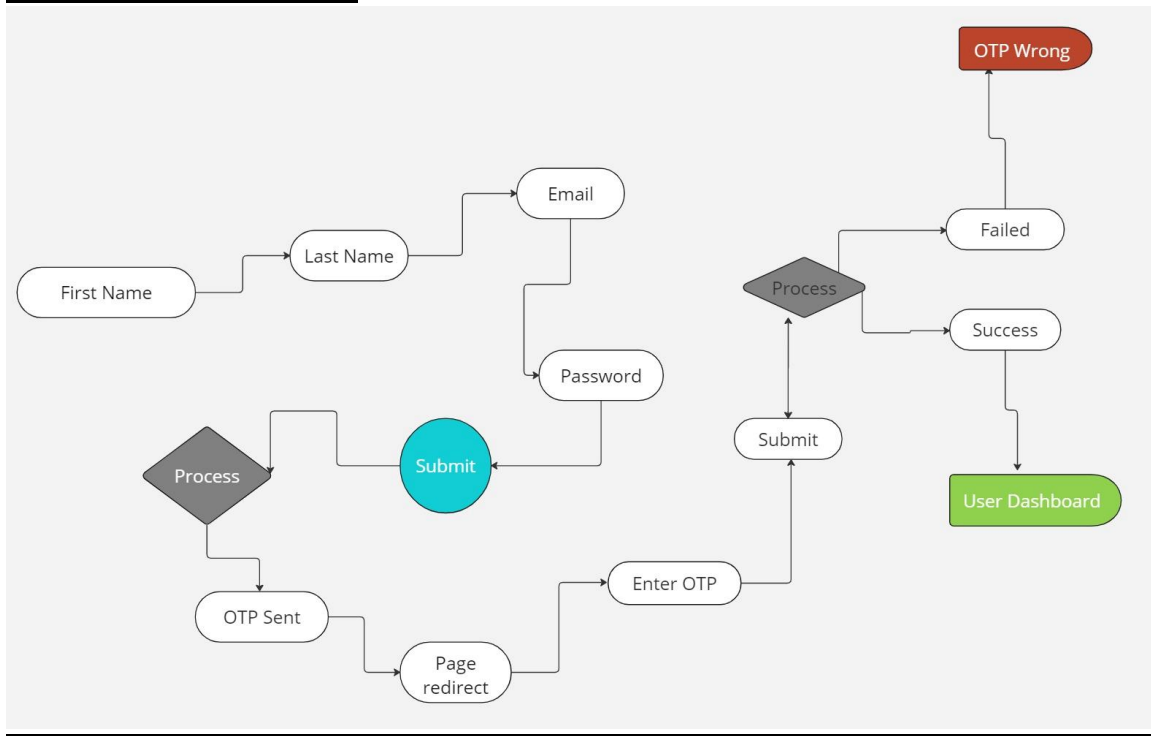 First Name
Last Name
Email
Password
Submit
Process
OTP Sent
Page
redirect
Enter OTP
Submit
Process
Failed
OTP Wrong
Success
User Dashboard